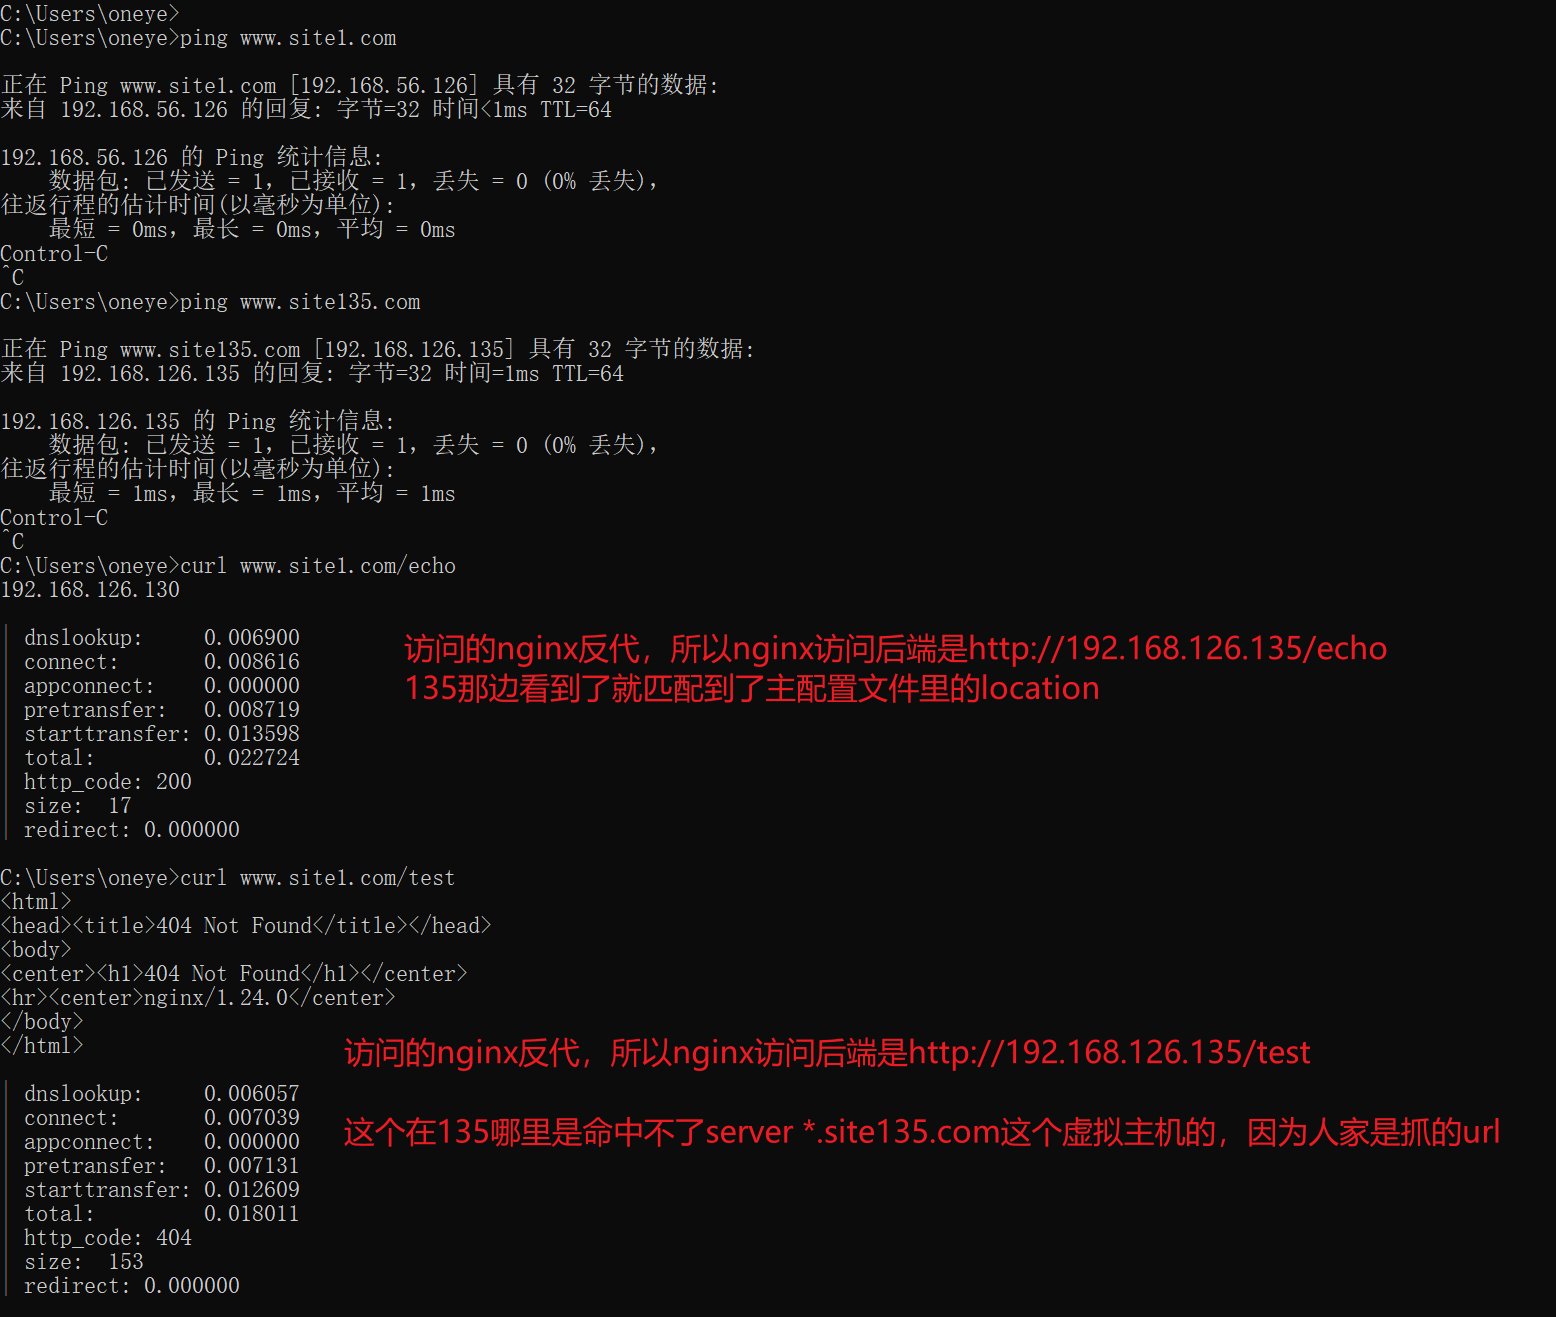 C:\Users\oneye>
C:\Users\oneye>ping www.site1.com
正在 Ping www.site1.com [192.168.56.126] 具有 32 字节的数据:
来自 192.168.56.126 的回复: 字节=32 时间<1ms TTL=64
192.168.56.126 的 Ping 统计信息:
数据包: 已发送 = 1，已接收 = 1，丢失 = 0 (0% 丢失)，
往返行程的估计时间(以毫秒为单位):
最短 = 0ms，最长 = 0ms，平均 = 0ms
Control-C
^C
C:\Users\oneye>ping www.site135.com
正在 Ping www.site135.com [192.168.126.135] 具有 32 字节的数据:
来自 192.168.126.135 的回复: 字节=32 时间=1ms TTL=64
192.168.126.135 的 Ping 统计信息:
数据包: 已发送 = 1，已接收 = 1，丢失 = 0 (0% 丢失)，
往返行程的估计时间(以毫秒为单位):
最短 = 1ms，最长 = 1ms，平均 = 1ms
Control-C
^C
C:\Users\oneye>curl www.site1.com/echo
192.168.126.130
dnslookup: 0.006900
connect: 0.008616
appconnect: 0.000000
pretransfer: 0.008719
starttransfer: 0.013598
total: 0.022724
http_code: 200
size: 17
redirect: 0.000000
访问的nginx反代，所以nginx访问后端是http://192.168.126.135/echo
135那边看到了就匹配到了主配置文件里的location
C:\Users\oneye>curl www.site1.com/test
<html>
<head><title>404 Not Found</title></head>
<body>
<center><h1>404 Not Found</h1></center>
<hr><center>nginx/1.24.0</center>
</body>
</html>
访问的nginx反代，所以nginx访问后端是http://192.168.126.135/test
dnslookup: 0.006057
connect: 0.007039
appconnect: 0.000000
pretransfer: 0.007131
starttransfer: 0.012609
total: 0.018011
http_code: 404
size: 153
redirect: 0.000000
这个在135哪里是命中不了server *.site135.com这个虚拟主机的，因为人家是抓的url